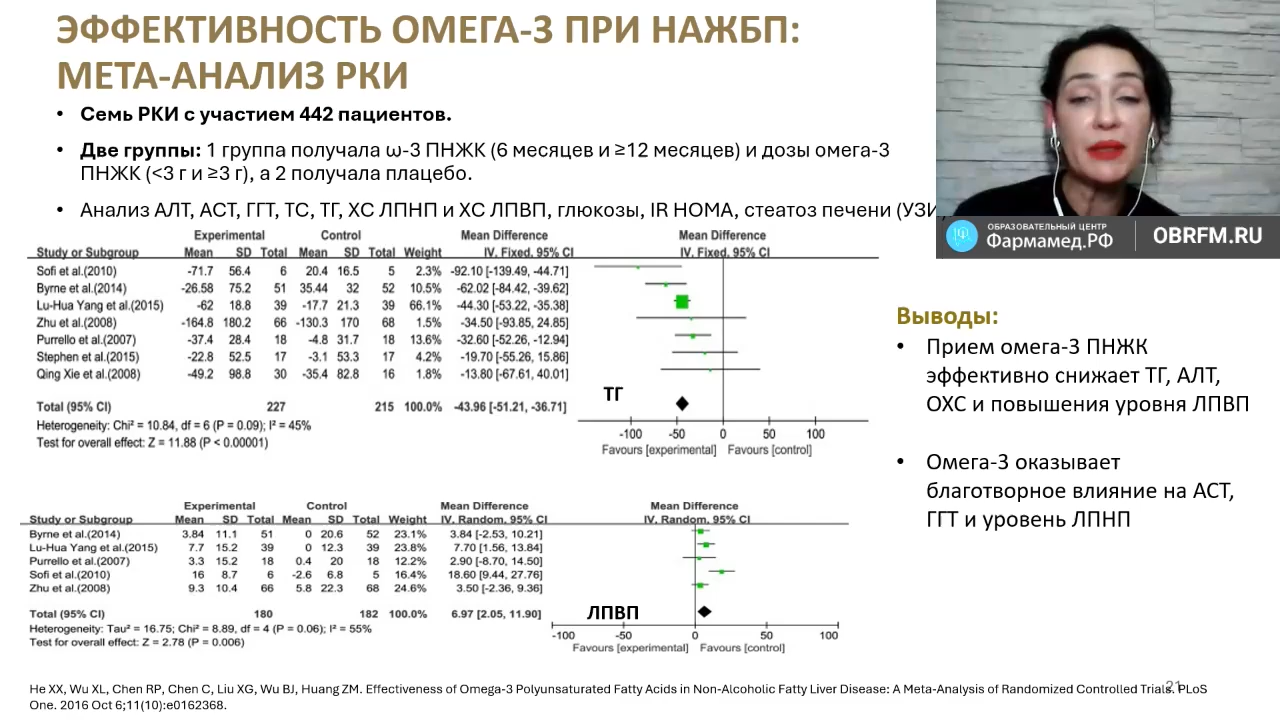 ЭФФЕКТИВНОСТЬ ОМЕГА-3 ПРИ НАЖБП:
МЕТА-АНАЛИЗ РКИ
• Семь РКИ с участием 442 пациентов.
• Две группы: 1 группа получала ω-3 ПНЖК (6 месяцев и ≥12 месяцев) и дозы омега-3
ПНЖК (<3 г и ≥3 г), а 2 получала плацебо.
• Анализ АЛТ, АСТ, ГГТ, ТС, ТГ, ХС ЛПНП и ХС ЛПВП, глюкозы, IR HOMA, стеатоз печени (УЗИ
ОБРАЗОВАТЕЛЬНЫЙ ЦЕНТР
Фармамед.РФ
OBRFM.RU
Experimental Control Mean Difference Mean Difference
Study or Subgroup Mean SD Total Mean SD Total Weight IV. Fixed. 95% CI IV. Fixed. 95% CI
Sofi et al.(2010) -71.7 56.4 6 20.4 16.5 5 2.3% -92.10 [-139.49, -44.71]
Byrne et al.(2014) -26.58 75.2 51 35.44 32 52 10.5% -62.02 [-84.42, -39.62]
Lu-Hua Yang et al.(2015) -62 18.8 39 -17.7 21.3 39 66.1% -44.30 [-53.22, -35.38]
Zhu et al.(2008) -164.8 180.2 66 -130.3 170 68 1.5% -34.50 [-93.85, 24.85]
Purrello et al.(2007) -37.4 28.4 18 -4.8 31.7 18 13.6% -32.60 [-52.26, -12.94]
Stephen et al.(2015) -22.8 52.5 17 -3.1 53.3 17 4.2% -19.70 [-55.26, 15.86]
Qing Xie et al.(2008) -49.2 98.8 30 -35.4 82.8 16 1.8% -13.80 [-67.61, 40.01]
ТГ
Total (95% CI) 227 215 100.0% -43.96 [-51.21, -36.71]
Heterogeneity: Chi² = 10.84, df = 6 (P = 0.09); I² = 45%
Test for overall effect: Z = 11.88 (P < 0.00001)
-100 -50 0 50 100
Favours [experimental] Favours [control]
Experimental Control Mean Difference Mean Difference
Study or Subgroup Mean SD Total Mean SD Total Weight IV. Random. 95% CI IV. Random. 95% CI
Byrne et al.(2014) 3.84 11.1 51 0 20.6 52 23.1% 3.84 [-2.53, 10.21]
Lu-Hua Yang et al.(2015) 7.7 15.2 39 0 12.3 39 23.7% 7.70 [1.56, 13.84]
Purrello et al.(2007) 3.3 15.2 18 0.4 20 18 12.2% 2.90 [-8.70, 14.50]
Sofi et al.(2010) 16 8.7 6 -2.6 6.8 5 16.4% 18.60 [9.44, 27.76]
Zhu et al.(2008) 9.3 10.4 66 5.8 22.3 68 24.6% 3.50 [-2.36, 9.36]
Total (95% CI) 180 182 100.0% 6.97 [2.05, 11.90]
ЛПВП
Heterogeneity: Tau² = 16.75; Chi² = 8.89, df = 4 (P = 0.06); I² = 55%
Test for overall effect: Z = 2.78 (P = 0.006)
-100 -50 0 50 100
Favours [experimental] Favours [control]
Выводы:
• Прием омега-3 ПНЖК
эффективно снижает ТГ, АЛТ,
ОХС и повышения уровня ЛПВП
• Омега-3 оказывает
благотворное влияние на АСТ,
ГГТ и уровень ЛПНП
He XX, Wu XL, Chen RP, Chen C, Liu XG, Wu BJ, Huang ZM. Effectiveness of Omega-3 Polyunsaturated Fatty Acids in Non-Alcoholic Fatty Liver Disease: A Meta-Analysis of Randomized Controlled Trials. PLoS
One. 2016 Oct 6;11(10):e0162368.
21